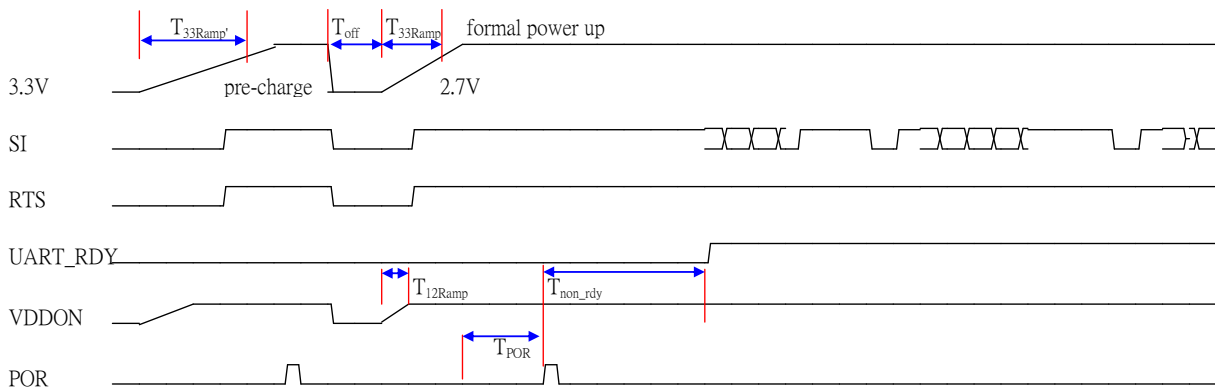 T33Ramp' Toff T33Ramp formal power up
3.3V pre-charge 2.7V
SI
RTS
UART_RDY
T12Ramp Tnon_rdy
VDDON
TPOR
POR